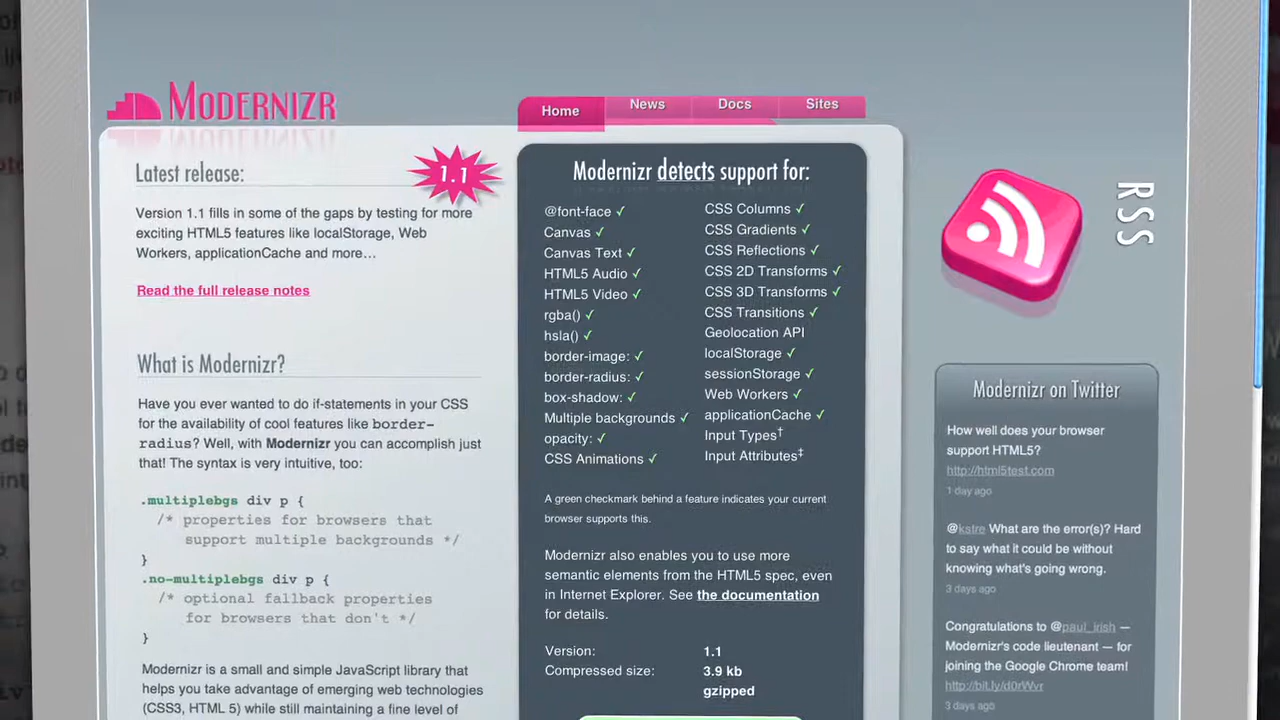 MODERNIZR
Home
News
Docs
Sites
Latest release:
1.1
Version 1.1 fills in some of the gaps by testing for more
exciting HTML5 features like localStorage, Web
Workers, applicationCache and more…
Read the full release notes
What is Modernizr?
Have you ever wanted to do if-statements in your CSS
for the availability of cool features like border-
radius? Well, with Modernizr you can accomplish just
that! The syntax is very intuitive, too:
.multiplebgs div p {
/* properties for browsers that
support multiple backgrounds */
}
.no-multiplebgs div p {
/* optional fallback properties
for browsers that don't */
}
Modernizr is a small and simple JavaScript library that
helps you take advantage of emerging web technologies
(CSS3, HTML 5) while still maintaining a fine level of
Modernizr detects support for:
@font-face ✓
Canvas ✓
Canvas Text ✓
HTML5 Audio ✓
HTML5 Video ✓
rgba() ✓
hsla() ✓
border-image: ✓
border-radius: ✓
box-shadow: ✓
Multiple backgrounds ✓
opacity: ✓
CSS Animations ✓
CSS Columns ✓
CSS Gradients ✓
CSS Reflections ✓
CSS 2D Transforms ✓
CSS 3D Transforms ✓
CSS Transitions ✓
Geolocation API
localStorage ✓
sessionStorage ✓
Web Workers ✓
applicationCache ✓
Input Types†
Input Attributes‡
A green checkmark behind a feature indicates your current
browser supports this.
Modernizr also enables you to use more
semantic elements from the HTML5 spec, even
in Internet Explorer. See the documentation
for details.
Version: 1.1
Compressed size: 3.9 kb
gzipped
RSS
Modernizr on Twitter
How well does your browser
support HTML5?
http://html5test.com
1 day ago
@kstre What are the error(s)? Hard
to say what it could be without
knowing what's going wrong.
3 days ago
Congratulations to @paul_irish —
Modernizr's code lieutenant — for
joining the Google Chrome team!
http://bit.ly/d0rWvr
3 days ago